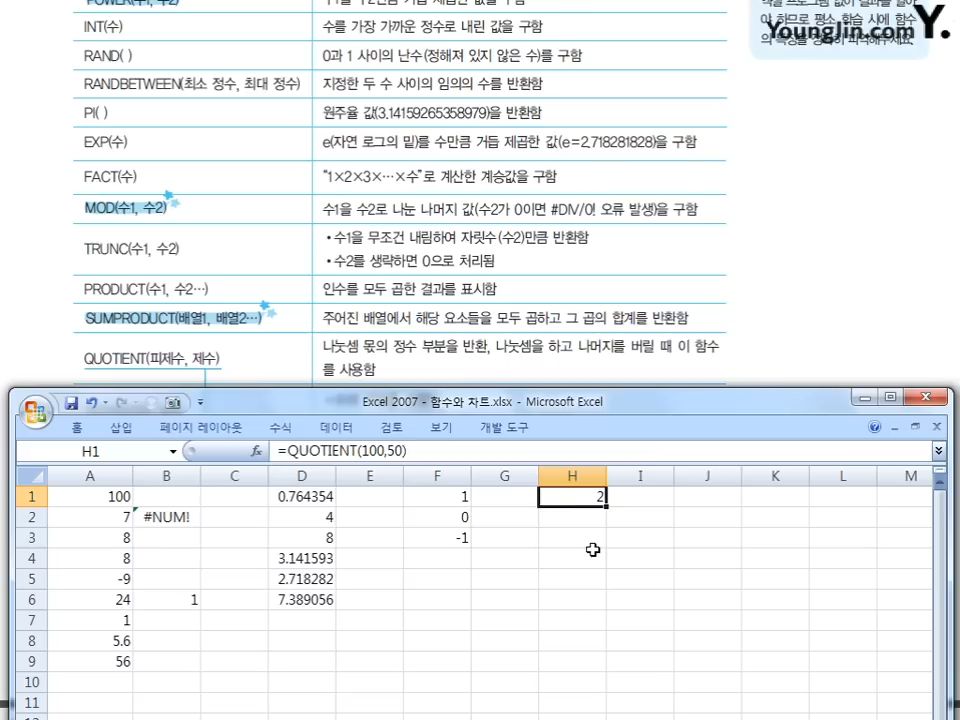 POWER(수1, 수2)
INT(수)
수를 가장 가까운 정수로 내린 값을 구함
RAND( )
0과 1 사이의 난수(정해져 있지 않은 수)를 구함
RANDBETWEEN(최소 정수, 최대 정수)
지정한 두 수 사이의 임의의 수를 반환함
PI( )
원주율 값(3.14159265358979)을 반환함
EXP(수)
e(자연 로그의 밑)를 수만큼 거듭 제곱한 값(e=2.718281828)을 구함
FACT(수)
"1×2×3×…×수"로 계산한 계승값을 구함
MOD(수1, 수2)
수1을 수2로 나눈 나머지 값(수2가 0이면 #DIV/0! 오류 발생)을 구함
TRUNC(수1, 수2)
•수1을 무조건 내림하여 자릿수(수2)만큼 반환함
•수2를 생략하면 0으로 처리됨
PRODUCT(수1, 수2…)
인수를 모두 곱한 결과를 표시함
SUMPRODUCT(배열1, 배열2…)
주어진 배열에서 해당 요소들을 모두 곱하고 그 곱의 합계를 반환함
QUOTIENT(피제수, 제수)
나눗셈 몫의 정수 부분을 반환, 나눗셈을 하고 나머지를 버릴 때 이 함수
를 사용함
야 하므로 평소 학습 시에 함수
Youngjin.com Y.
Excel 2007 - 함수와 차트.xlsx - Microsoft Excel
홈 삽입 페이지 레이아웃 수식 데이터 검토 보기 개발 도구
H1 fx =QUOTIENT(100,50)
A B C D E F G H I J K L M
1 100 0.764354 1 2
2 7 #NUM! 4 0
3 8 8 -1
4 8 3.141593
5 -9 2.718282
6 24 1 7.389056
7 1
8 5.6
9 56
10
11